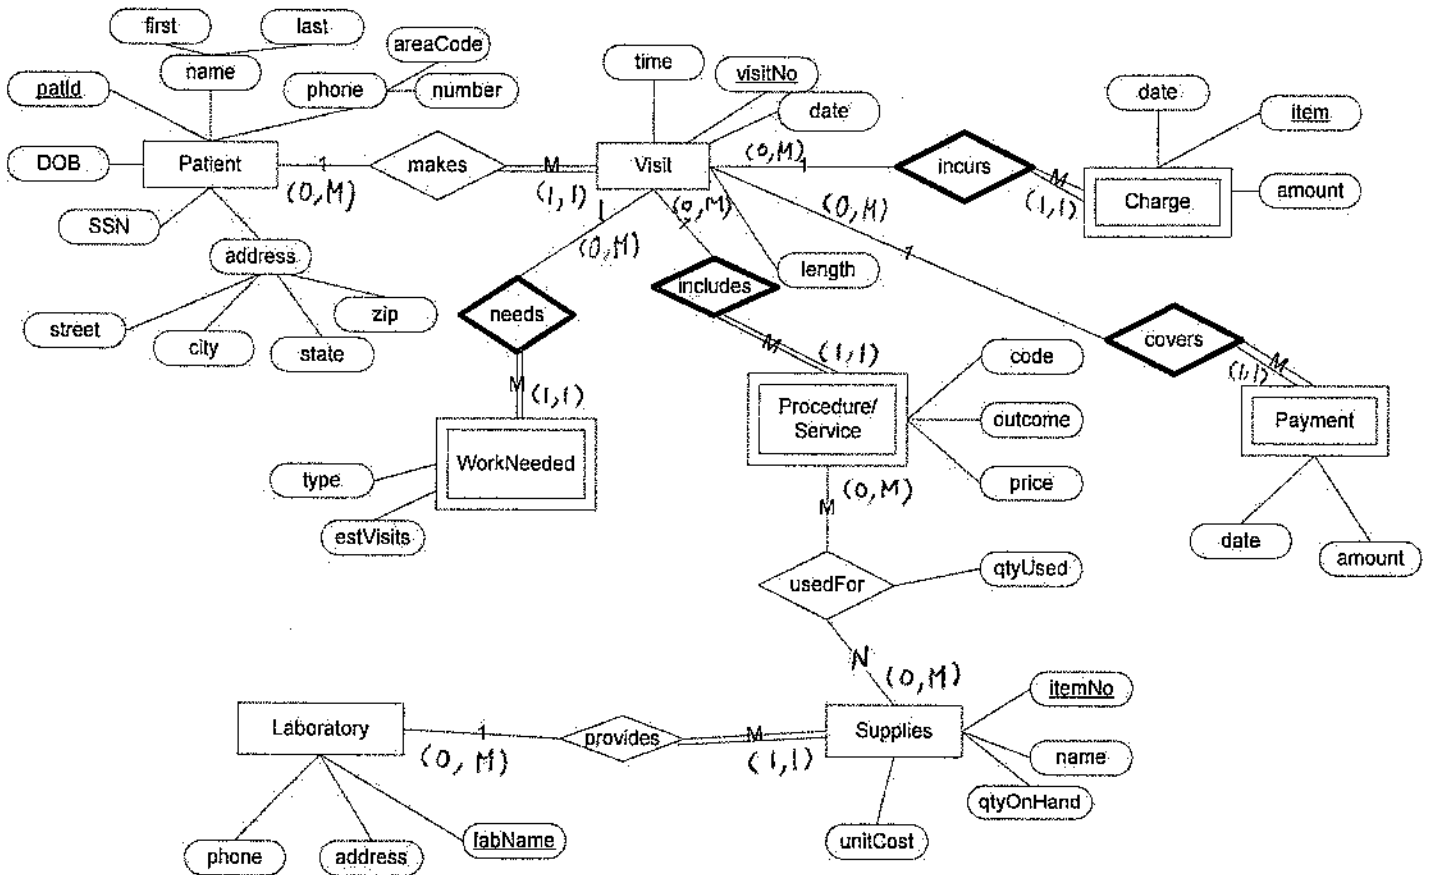 first
last
areaCode
name
time
visitNo
patId
phone
number
date
date
item
DOB
Patient
1
makes
M
Visit
(0,M)
1
incurs
M
Charge
amount
(0,M)
(1,1)
(1,1)
SSN
1
(0,M)
(0,M)
(0,M)
1
address
length
needs
includes
street
city
state
zip
M
(1,1)
covers
M
(1,1)
code
M
(1,1)
Procedure/
Service
outcome
Payment
WorkNeeded
type
price
estVisits
(0,M)
M
date
amount
usedFor
qtyUsed
N
(0,M)
itemNo
Laboratory
1
provides
M
Supplies
(0,M)
(1,1)
name
qtyOnHand
phone
address
labName
unitCost